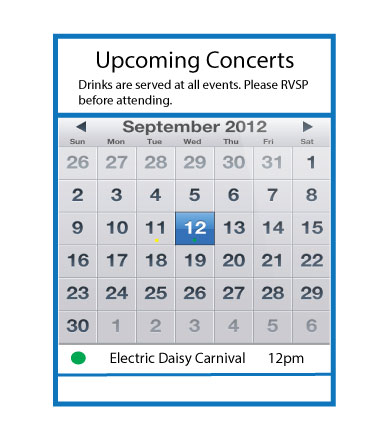 Upcoming Concerts
Drinks are served at all events. Please RVSP
before attending.
September 2012
Sun Mon Tue Wed Thu Fri Sat
26 27 28 29 30 31 1
2 3 4 5 6 7 8
9 10 11 12 13 14 15
16 17 18 19 20 21 22
23 24 25 26 27 28 29
30 1 2 3 4 5 6
Electric Daisy Carnival 12pm